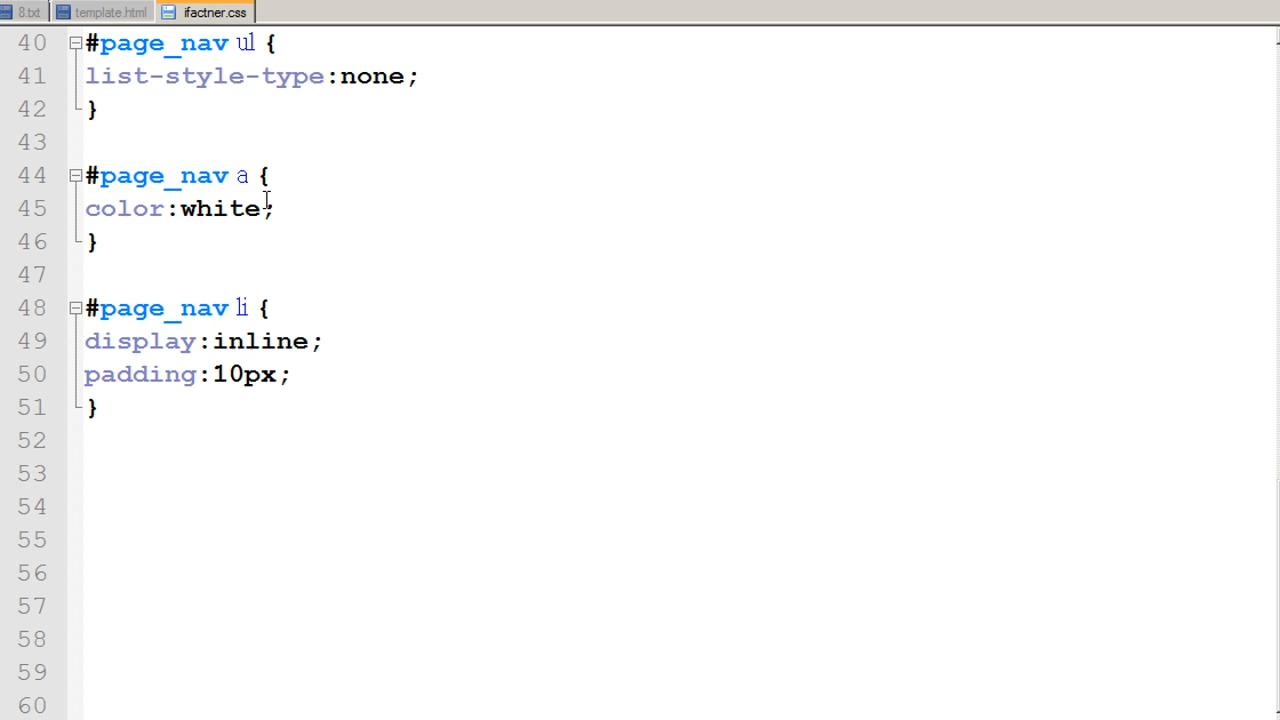 8.txt template.html ifactner.css
40 #page_nav ul {
41 list-style-type:none;
42 }
43
44 #page_nav a {
45 color:white;
46 }
47
48 #page_nav li {
49 display:inline;
50 padding:10px;
51 }
52
53
54
55
56
57
58
59
60